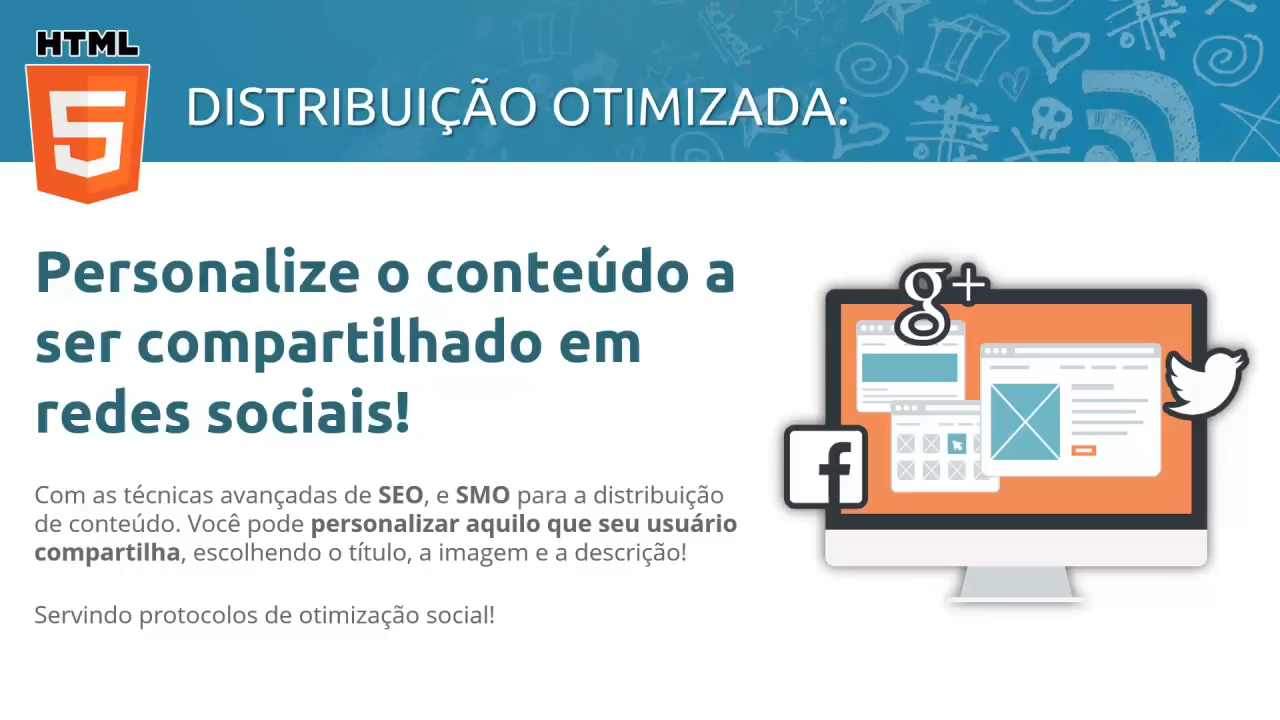 HTML
5
DISTRIBUIÇÃO OTIMIZADA:
Personalize o conteúdo a
ser compartilhado em
redes sociais!
Com as técnicas avançadas de SEO, e SMO para a distribuição
de conteúdo. Você pode personalizar aquilo que seu usuário
compartilha, escolhendo o título, a imagem e a descrição!
Servindo protocolos de otimização social!
g+
f